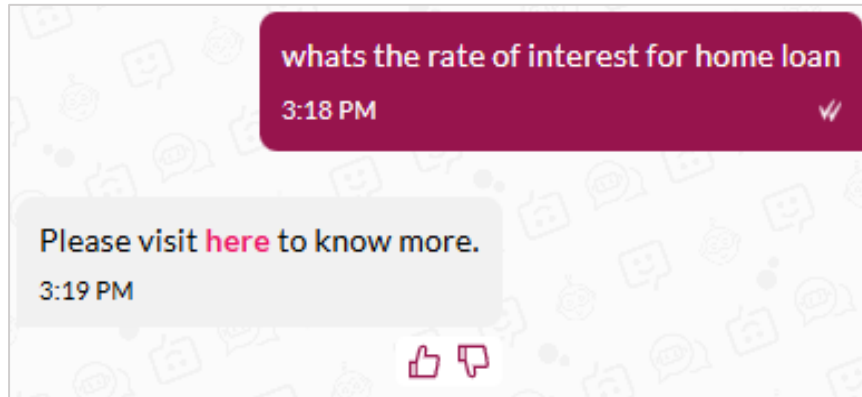 whats the rate of interest for home loan
3:18 PM
Please visit here to know more.
3:19 PM